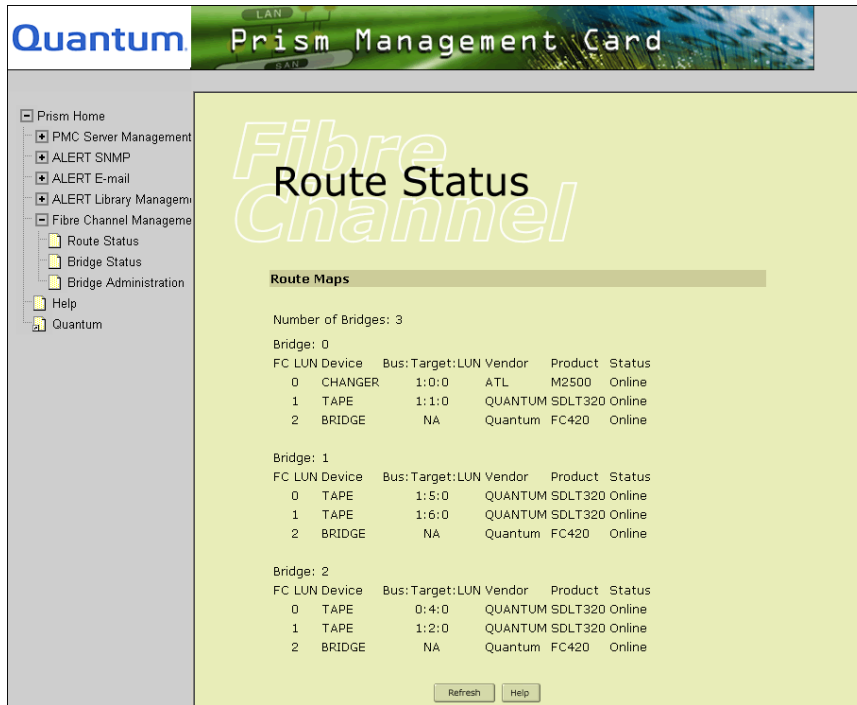 LAN
Quantum.
Prism Management Card
SAN
Prism Home
PMC Server Management
ALERT SNMP
ALERT E-mail
ALERT Library Managem
Fibre Channel Manageme
Route Status
Bridge Status
Bridge Administration
Help
Quantum
Fibre
Channel
Route Status
Route Maps
Number of Bridges: 3
Bridge: 0
FC LUN Device Bus:Target:LUN Vendor Product Status
0 CHANGER 1:0:0 ATL M2500 Online
1 TAPE 1:1:0 QUANTUM SDLT320 Online
2 BRIDGE NA Quantum FC420 Online
Bridge: 1
FC LUN Device Bus:Target:LUN Vendor Product Status
0 TAPE 1:5:0 QUANTUM SDLT320 Online
1 TAPE 1:6:0 QUANTUM SDLT320 Online
2 BRIDGE NA Quantum FC420 Online
Bridge: 2
FC LUN Device Bus:Target:LUN Vendor Product Status
0 TAPE 0:4:0 QUANTUM SDLT320 Online
1 TAPE 1:2:0 QUANTUM SDLT320 Online
2 BRIDGE NA Quantum FC420 Online
Refresh Help